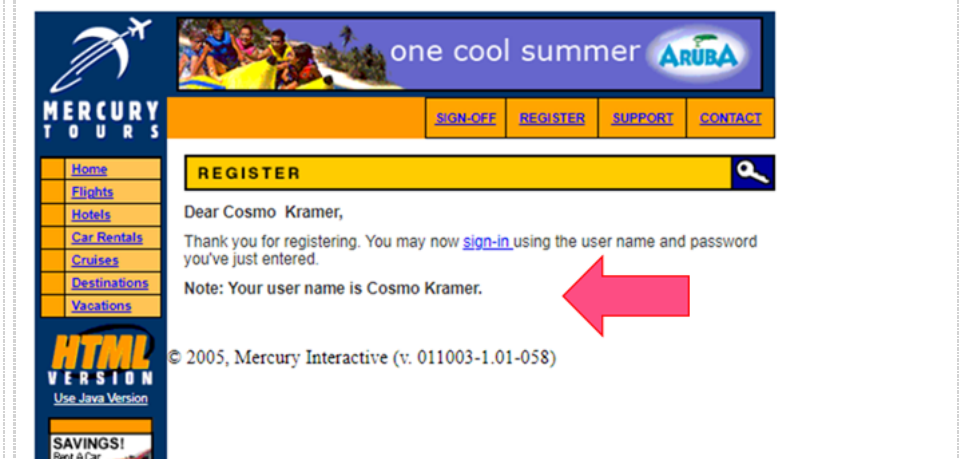 one cool summer ARUBA
MERCURY
TOURS
SIGN-OFF REGISTER SUPPORT CONTACT
Home
Flights
Hotels
Car Rentals
Cruises
Destinations
Vacations
REGISTER
Dear Cosmo Kramer,
Thank you for registering. You may now sign-in using the user name and password
you've just entered.
Note: Your user name is Cosmo Kramer.
© 2005, Mercury Interactive (v. 011003-1.01-058)
HTML
VERSION
Use Java Version
SAVINGS!
Rent A Car